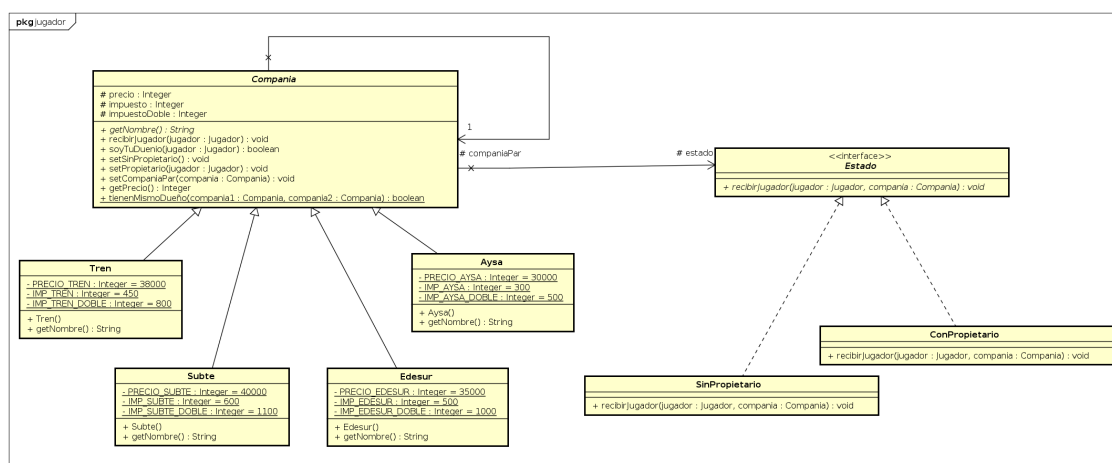 pkg jugador
Compania
# precio : Integer
# impuesto : Integer
# impuestoDoble : Integer
+ getNombre() : String
+ recibirJugador(jugador : Jugador) : void
+ soyTuDuenio(jugador : Jugador) : boolean
+ setSinPropietario() : void
+ setPropietario(jugador : Jugador) : void
+ setCompaniaPar(compania : Compania) : void
+ getPrecio() : Integer
+ tienenMismoDueño(compania1 : Compania, compania2 : Compania) : boolean
1
# companiaPar
# estado
<<interface>>
Estado
+ recibirJugador(jugador : Jugador, compania : Compania) : void
Tren
- PRECIO_TREN : Integer = 38000
- IMP_TREN : Integer = 450
- IMP_TREN_DOBLE : Integer = 800
+ Tren()
+ getNombre() : String
Aysa
- PRECIO_AYSA : Integer = 30000
- IMP_AYSA : Integer = 300
- IMP_AYSA_DOBLE : Integer = 500
+ Aysa()
+ getNombre() : String
Subte
- PRECIO_SUBTE : Integer = 40000
- IMP_SUBTE : Integer = 600
- IMP_SUBTE_DOBLE : Integer = 1100
+ Subte()
+ getNombre() : String
Edesur
- PRECIO_EDESUR : Integer = 35000
- IMP_EDESUR : Integer = 500
- IMP_EDESUR_DOBLE : Integer = 1000
+ Edesur()
+ getNombre() : String
ConPropietario
+ recibirJugador(jugador : Jugador, compania : Compania) : void
SinPropietario
+ recibirJugador(jugador : Jugador, compania : Compania) : void